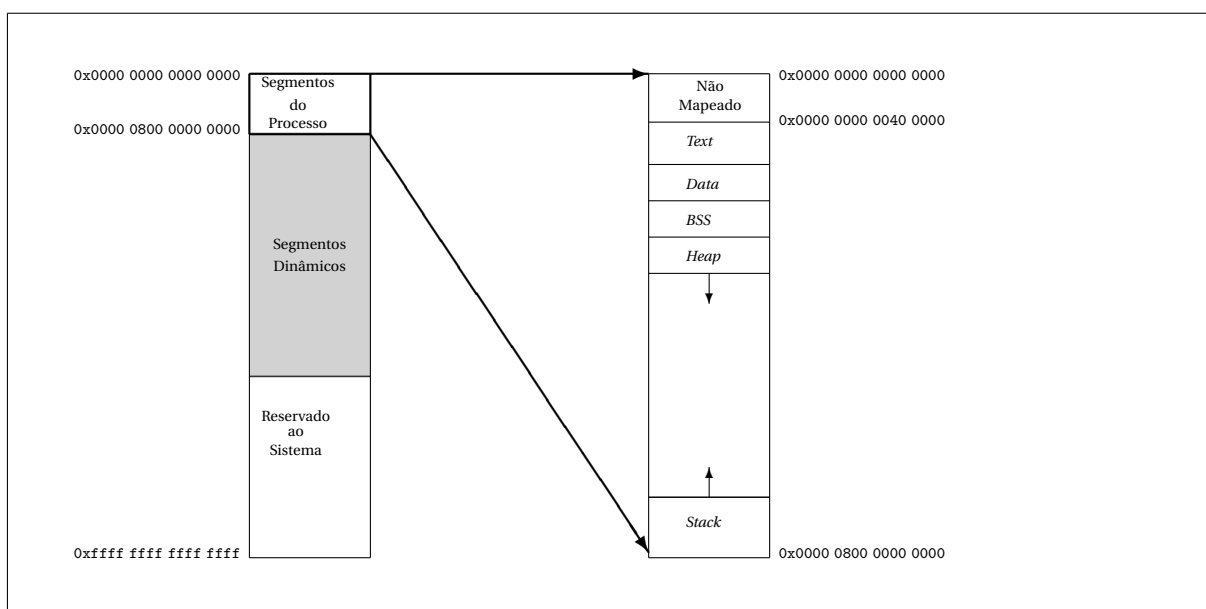 0x0000 0000 0000 0000
Segmentos
do
Processo
0x0000 0800 0000 0000
Segmentos
Dinâmicos
Reservado
ao
Sistema
0xffff ffff ffff ffff
0x0000 0000 0000 0000
Não
Mapeado
0x0000 0000 0040 0000
Text
Data
BSS
Heap
Stack
0x0000 0800 0000 0000